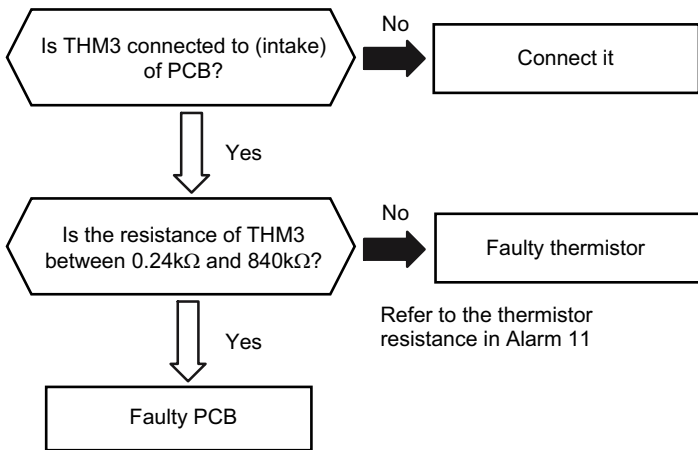 Is THM3 connected to (intake)
of PCB?
No
Connect it
Yes
Is the resistance of THM3
between 0.24kΩ and 840kΩ?
No
Faulty thermistor
Refer to the thermistor
resistance in Alarm 11
Yes
Faulty PCB